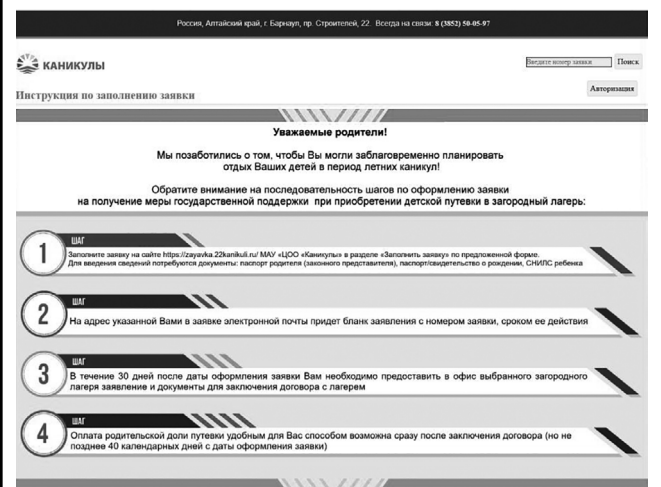 Россия, Алтайский край, г. Барнаул, пр. Строителей, 22. Всегда на связи: 8 (3852) 50-05-97
КАНИКУЛЫ
Введите номер заявки
Поиск
Авторизация
Инструкция по заполнению заявки
Уважаемые родители!
Мы позаботились о том, чтобы Вы могли заблаговременно планировать
отдых Ваших детей в период летних каникул!
Обратите внимание на последовательность шагов по оформлению заявки
на получение меры государственной поддержки при приобретении детской путевки в загородный лагерь:
1
ШАГ
Заполните заявку на сайте https://zayavka.22kanikuli.ru/ МАУ «ЦОО «Каникулы» в разделе «Заполнить заявку» по предложенной форме.
Для введения сведений потребуются документы: паспорт родителя (законного представителя), паспорт/свидетельство о рождении, СНИЛС ребенка
2
ШАГ
На адрес указанной Вами в заявке электронной почты придет бланк заявления с номером заявки, сроком ее действия
3
ШАГ
В течение 30 дней после даты оформления заявки Вам необходимо предоставить в офис выбранного загородного
лагеря заявление и документы для заключения договора с лагерем
4
ШАГ
Оплата родительской доли путевки удобным для Вас способом возможна сразу после заключения договора (но не
позднее 40 календарных дней с даты оформления заявки)